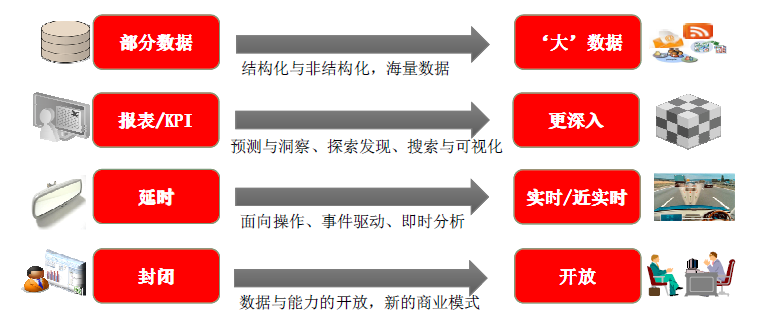 部分数据
‘大’数据
结构化与非结构化，海量数据
报表/KPI
更深入
预测与洞察、探索发现、搜索与可视化
延时
实时/近实时
面向操作、事件驱动、即时分析
封闭
开放
数据与能力的开放，新的商业模式